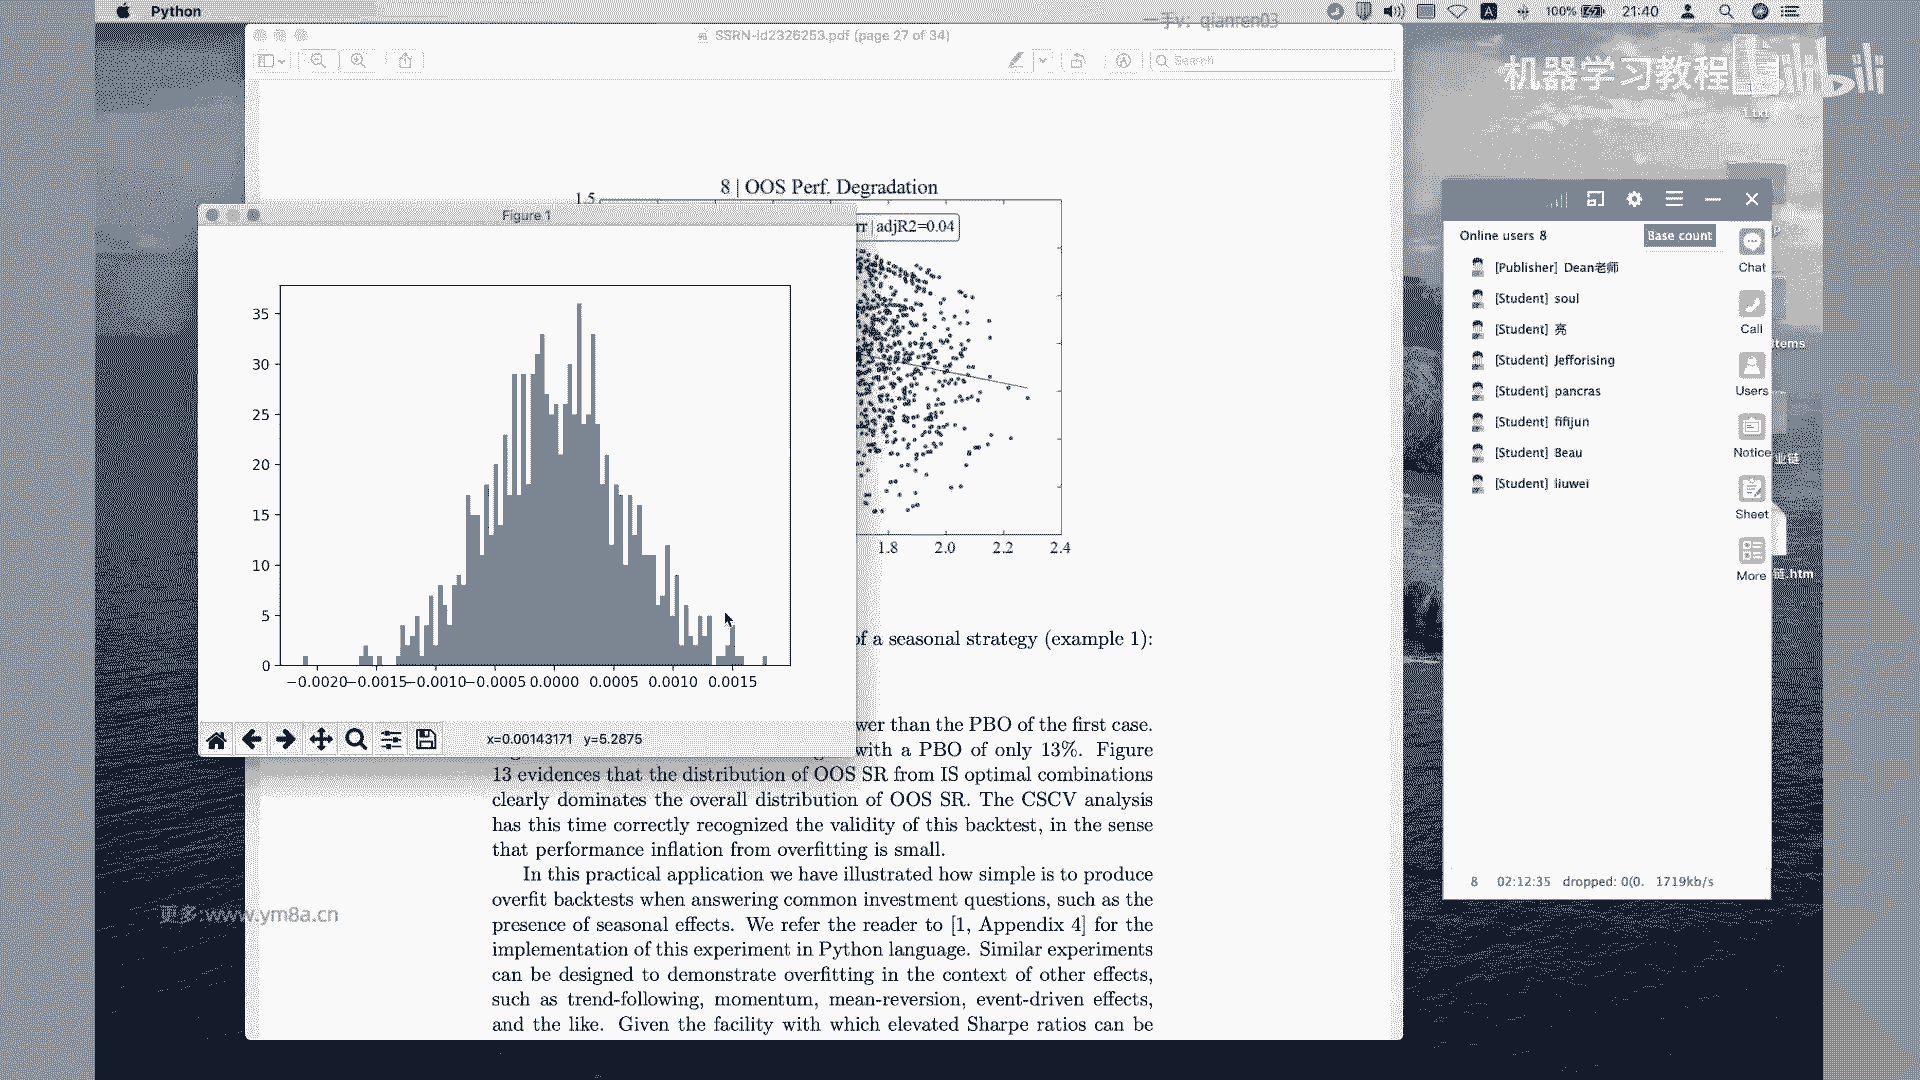 Python
100%
21:40
一手v: qianren03
SSRN-id2326253.pdf (page 27 of 34)
Search
机器学习教程
bilibili
1.txt
8 | OOS Perf. Degradation
1.5
adjR2=0.04
1.8 2.0 2.2 2.4
Figure 1
35
30
25
20
15
10
5
0
−0.0020 −0.0015 −0.0010 −0.0005 0.0000 0.0005 0.0010 0.0015
x=0.00143171 y=5.2875
of a seasonal strategy (example 1):
wer than the PBO of the first case.
with a PBO of only 13%. Figure
13 evidences that the distribution of OOS SR from IS optimal combinations
clearly dominates the overall distribution of OOS SR. The CSCV analysis
has this time correctly recognized the validity of this backtest, in the sense
that performance inflation from overfitting is small.
In this practical application we have illustrated how simple is to produce
overfit backtests when answering common investment questions, such as the
presence of seasonal effects. We refer the reader to [1, Appendix 4] for the
implementation of this experiment in Python language. Similar experiments
can be designed to demonstrate overfitting in the context of other effects,
such as trend-following, momentum, mean-reversion, event-driven effects,
and the like. Given the facility with which elevated Sharpe ratios can be
更多:www.ym8a.cn
Online users 8
Base count
[Publisher] Dean老师
[Student] soul
[Student] 亮
[Student] Jefforising
[Student] pancras
[Student] fifijun
[Student] Beau
[Student] liuwei
Chat
Call
Users
Notice
Sheet
More
8 02:12:35 dropped: 0(0. 1719kb/s
items
业链
链.htm